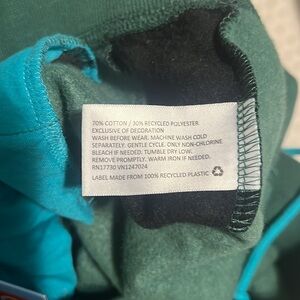 70% COTTON / 30% RECYCLED POLYESTER
EXCLUSIVE OF DECORATION
WASH BEFORE WEAR. MACHINE WASH COLD
SEPARATELY. GENTLE CYCLE. ONLY NON-CHLORINE
BLEACH IF NEEDED. TUMBLE DRY LOW.
REMOVE PROMPTLY. WARM IRON IF NEEDED.
RN17730 VN1247024
LABEL MADE FROM 100% RECYCLED PLASTIC